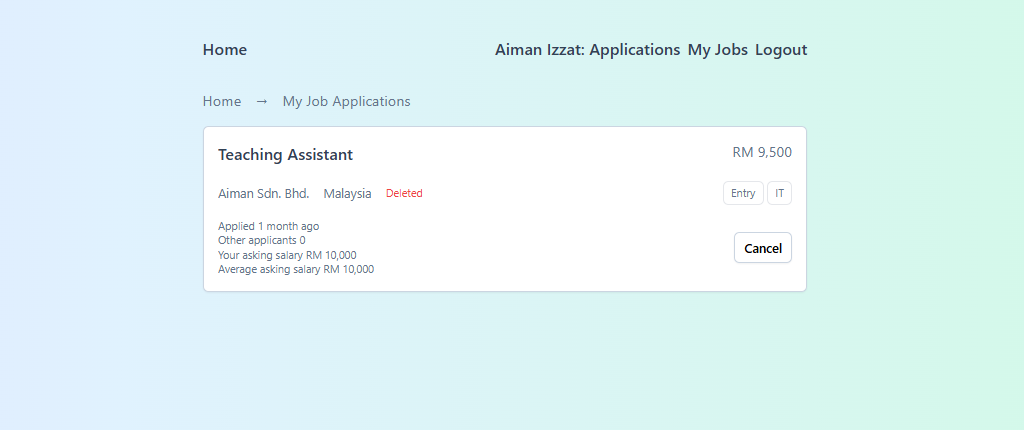 Home Aiman Izzat: Applications My Jobs Logout
Home → My Job Applications
Teaching Assistant RM 9,500
Aiman Sdn. Bhd. Malaysia Deleted Entry IT
Applied 1 month ago
Other applicants 0
Your asking salary RM 10,000
Average asking salary RM 10,000
Cancel